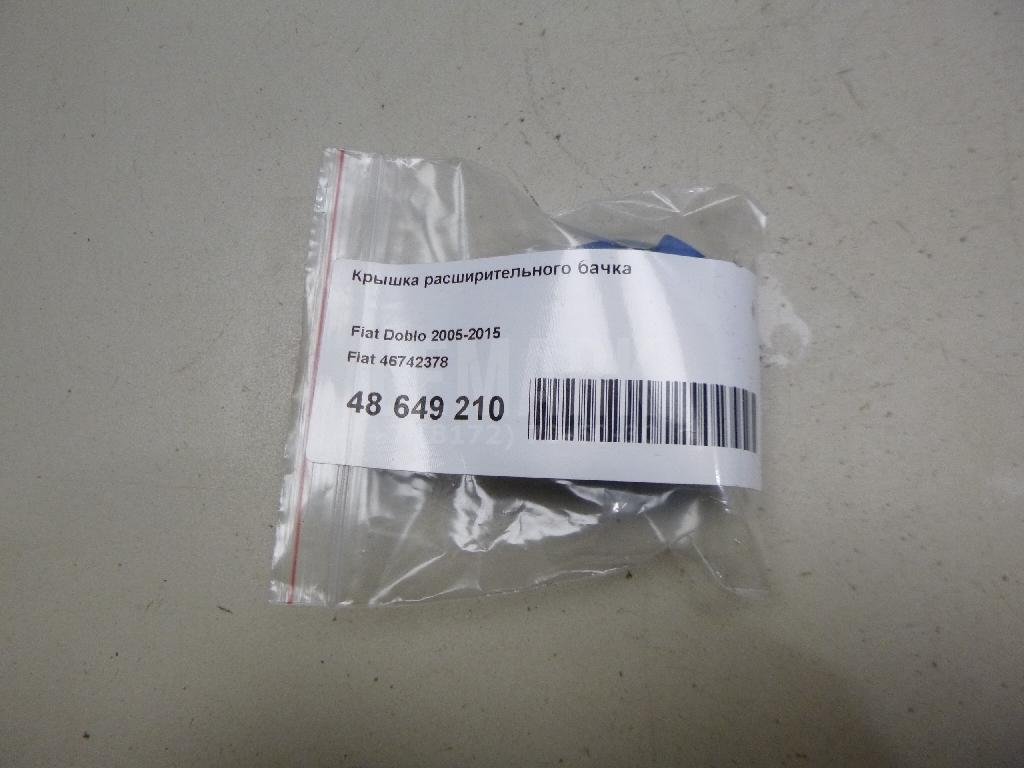 Крышка расширительного бачка
Fiat Doblo 2005-2015
Fiat 46742378
48 649 210